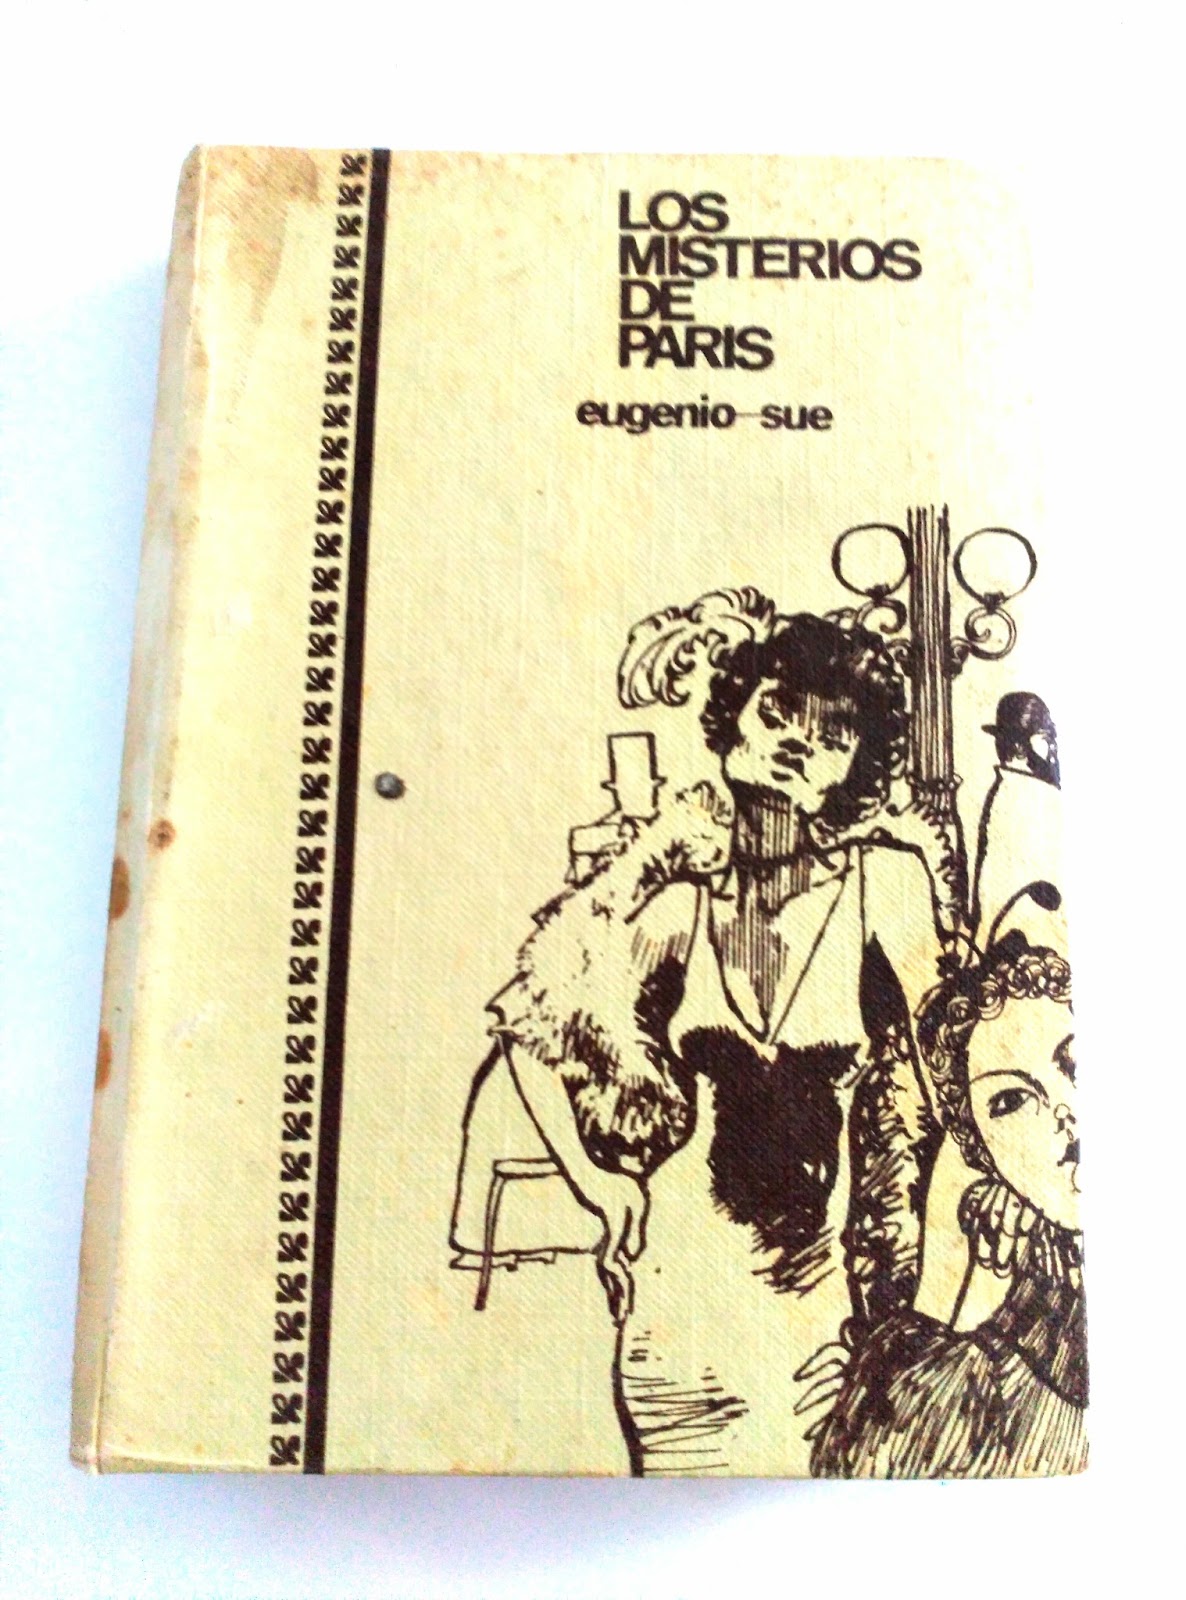 LOS
MISTERIOS
DE
PARIS
eugenio-sue